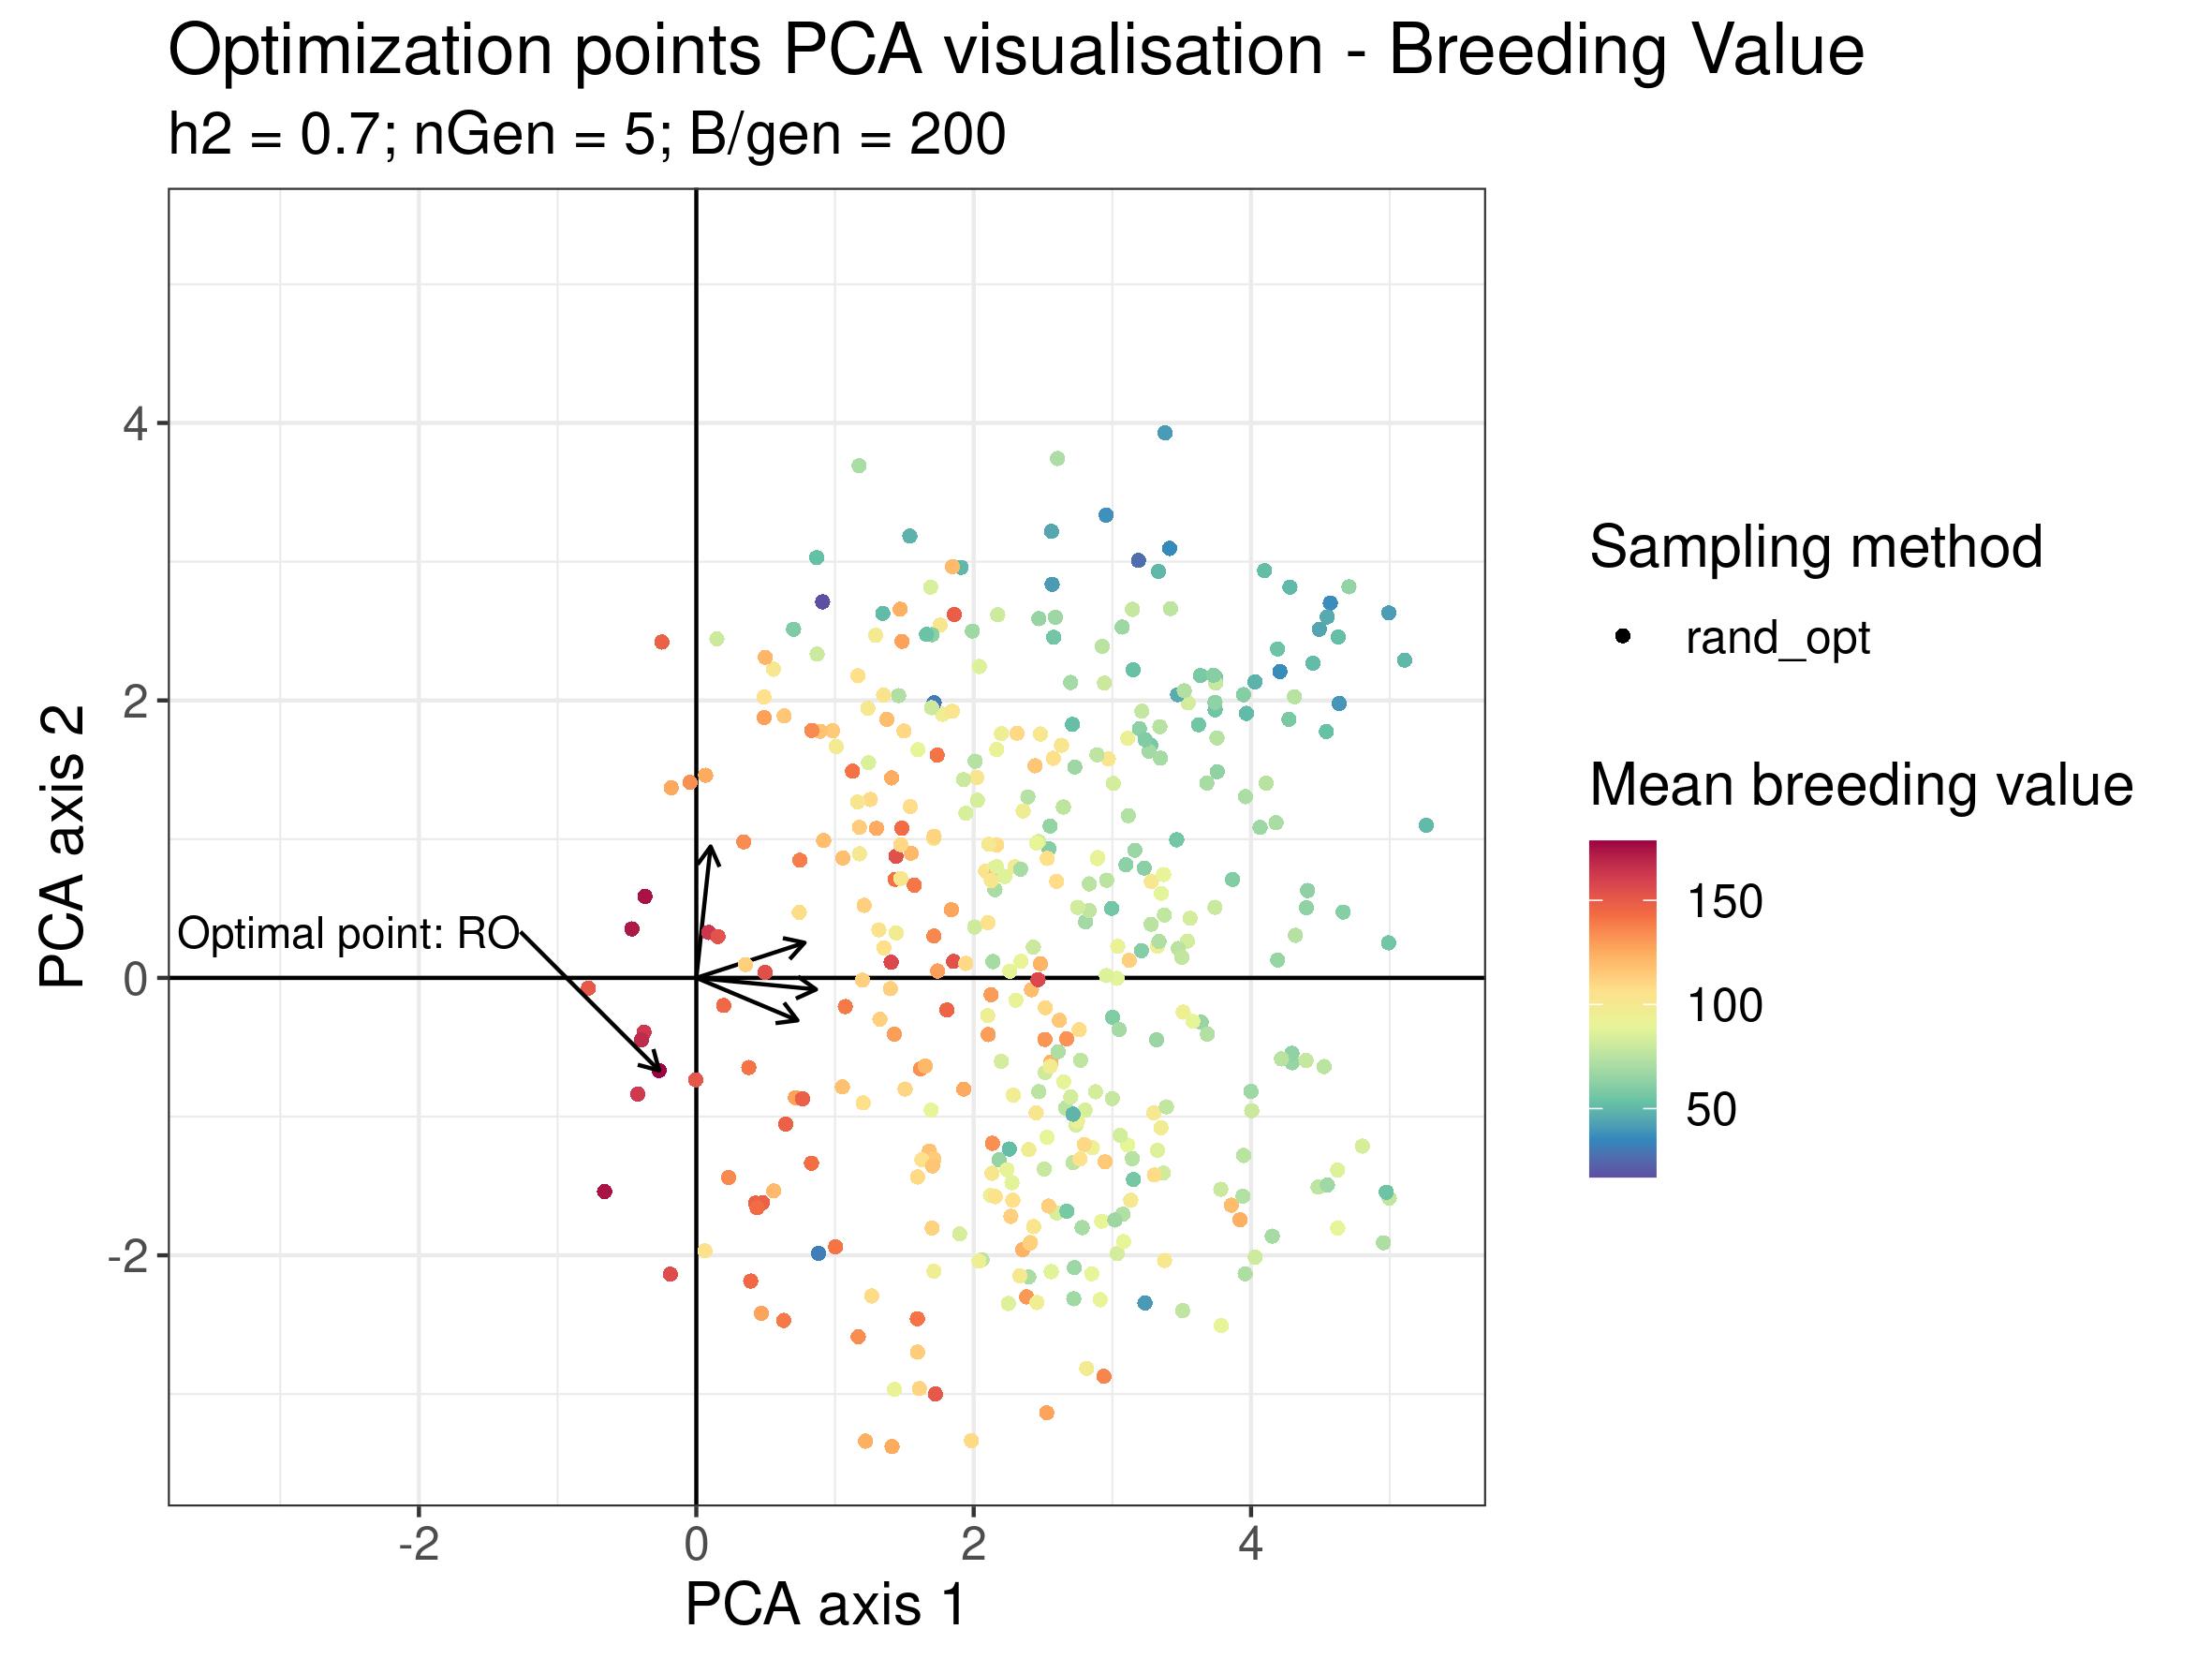 Optimization points PCA visualisation - Breeding Value
h2 = 0.7; nGen = 5; B/gen = 200
PCA axis 2
4
2
0
-2
Optimal point: RO
-2
0
2
4
PCA axis 1
Sampling method
rand_opt
Mean breeding value
150
100
50